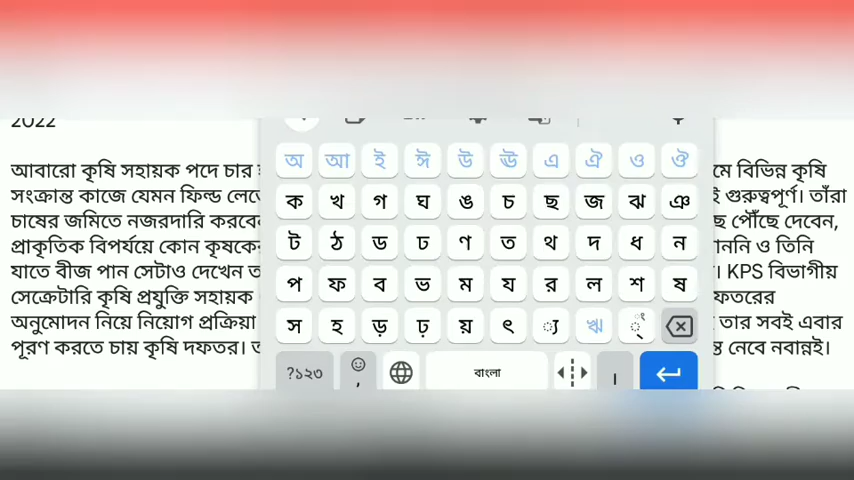 2022
আবারো কৃষি সহায়ক পদে চার মে বিভিন্ন কৃষি
সংক্রান্ত কাজে যেমন ফিল্ড ই গুরুত্বপূর্ণ। তাঁরা
চাষের জমিতে নজরদারি করবেন ছে পৌঁছে দেবেন,
প্রাকৃতিক বিপর্যয়ে কোন কৃষকের ও তিনি
যাতে বীজ পান সেটাও দেখেন KPS বিভাগীয়
সেক্রেটারি কৃষি প্রযুক্তি সহায়ক ফতরের
অনুমোদন নিয়ে নিয়োগ প্রক্রিয়া তার সবই এবার
পূরণ করতে চায় কৃষি দফতর। নেবে নবান্নই।
অ আ ই ঈ উ ঊ এ ঐ ও ঔ
ক খ গ ঘ ঙ চ ছ জ ঝ ঞ
ট ঠ ড ঢ ণ ত থ দ ধ ন
প ফ ব ভ ম য র ল শ ষ
স হ ড় ঢ় য় ৎ ্য ঋ ং ্
?১২৩ , বাংলা ।